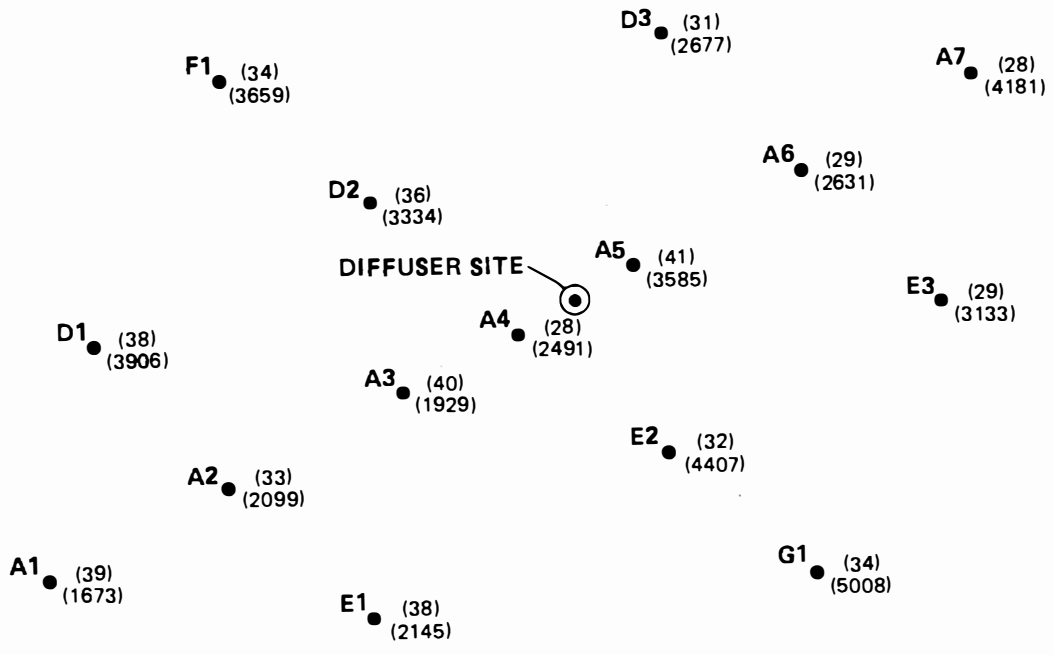 D3 (31)
(2677)
F1 (34)
(3659)
A7 (28)
(4181)
A6 (29)
(2631)
D2 (36)
(3334)
A5 (41)
(3585)
DIFFUSER SITE
E3 (29)
(3133)
A4 (28)
(2491)
D1 (38)
(3906)
A3 (40)
(1929)
E2 (32)
(4407)
A2 (33)
(2099)
G1 (34)
(5008)
A1 (39)
(1673)
E1 (38)
(2145)